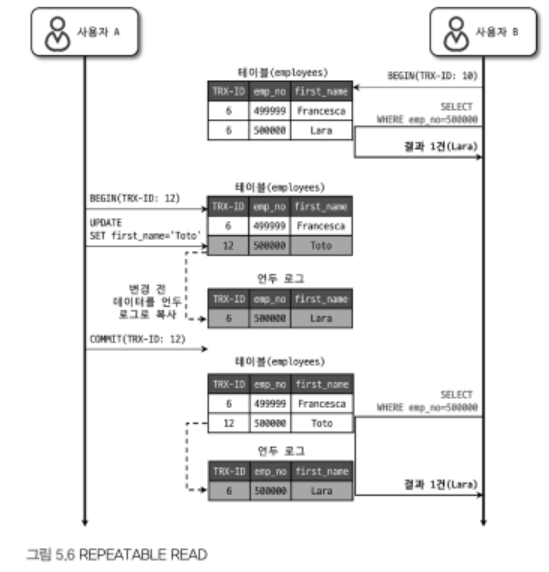 사용자 A
사용자 B
테이블(employees)
BEGIN(TRX-ID: 10)
TRX-ID emp_no first_name
6 499999 Francesca
6 500000 Lara
SELECT
WHERE emp_no=500000
결과 1건(Lara)
BEGIN(TRX-ID: 12)
UPDATE
SET first_name='Toto'
테이블(employees)
TRX-ID emp_no first_name
6 499999 Francesca
12 500000 Toto
변경 전
데이터를 언두
로그로 복사
언두 로그
TRX-ID emp_no first_name
6 500000 Lara
COMMIT(TRX-ID: 12)
테이블(employees)
TRX-ID emp_no first_name
6 499999 Francesca
12 500000 Toto
SELECT
WHERE emp_no=500000
언두 로그
TRX-ID emp_no first_name
6 500000 Lara
결과 1건(Lara)
그림 5.6 REPEATABLE READ